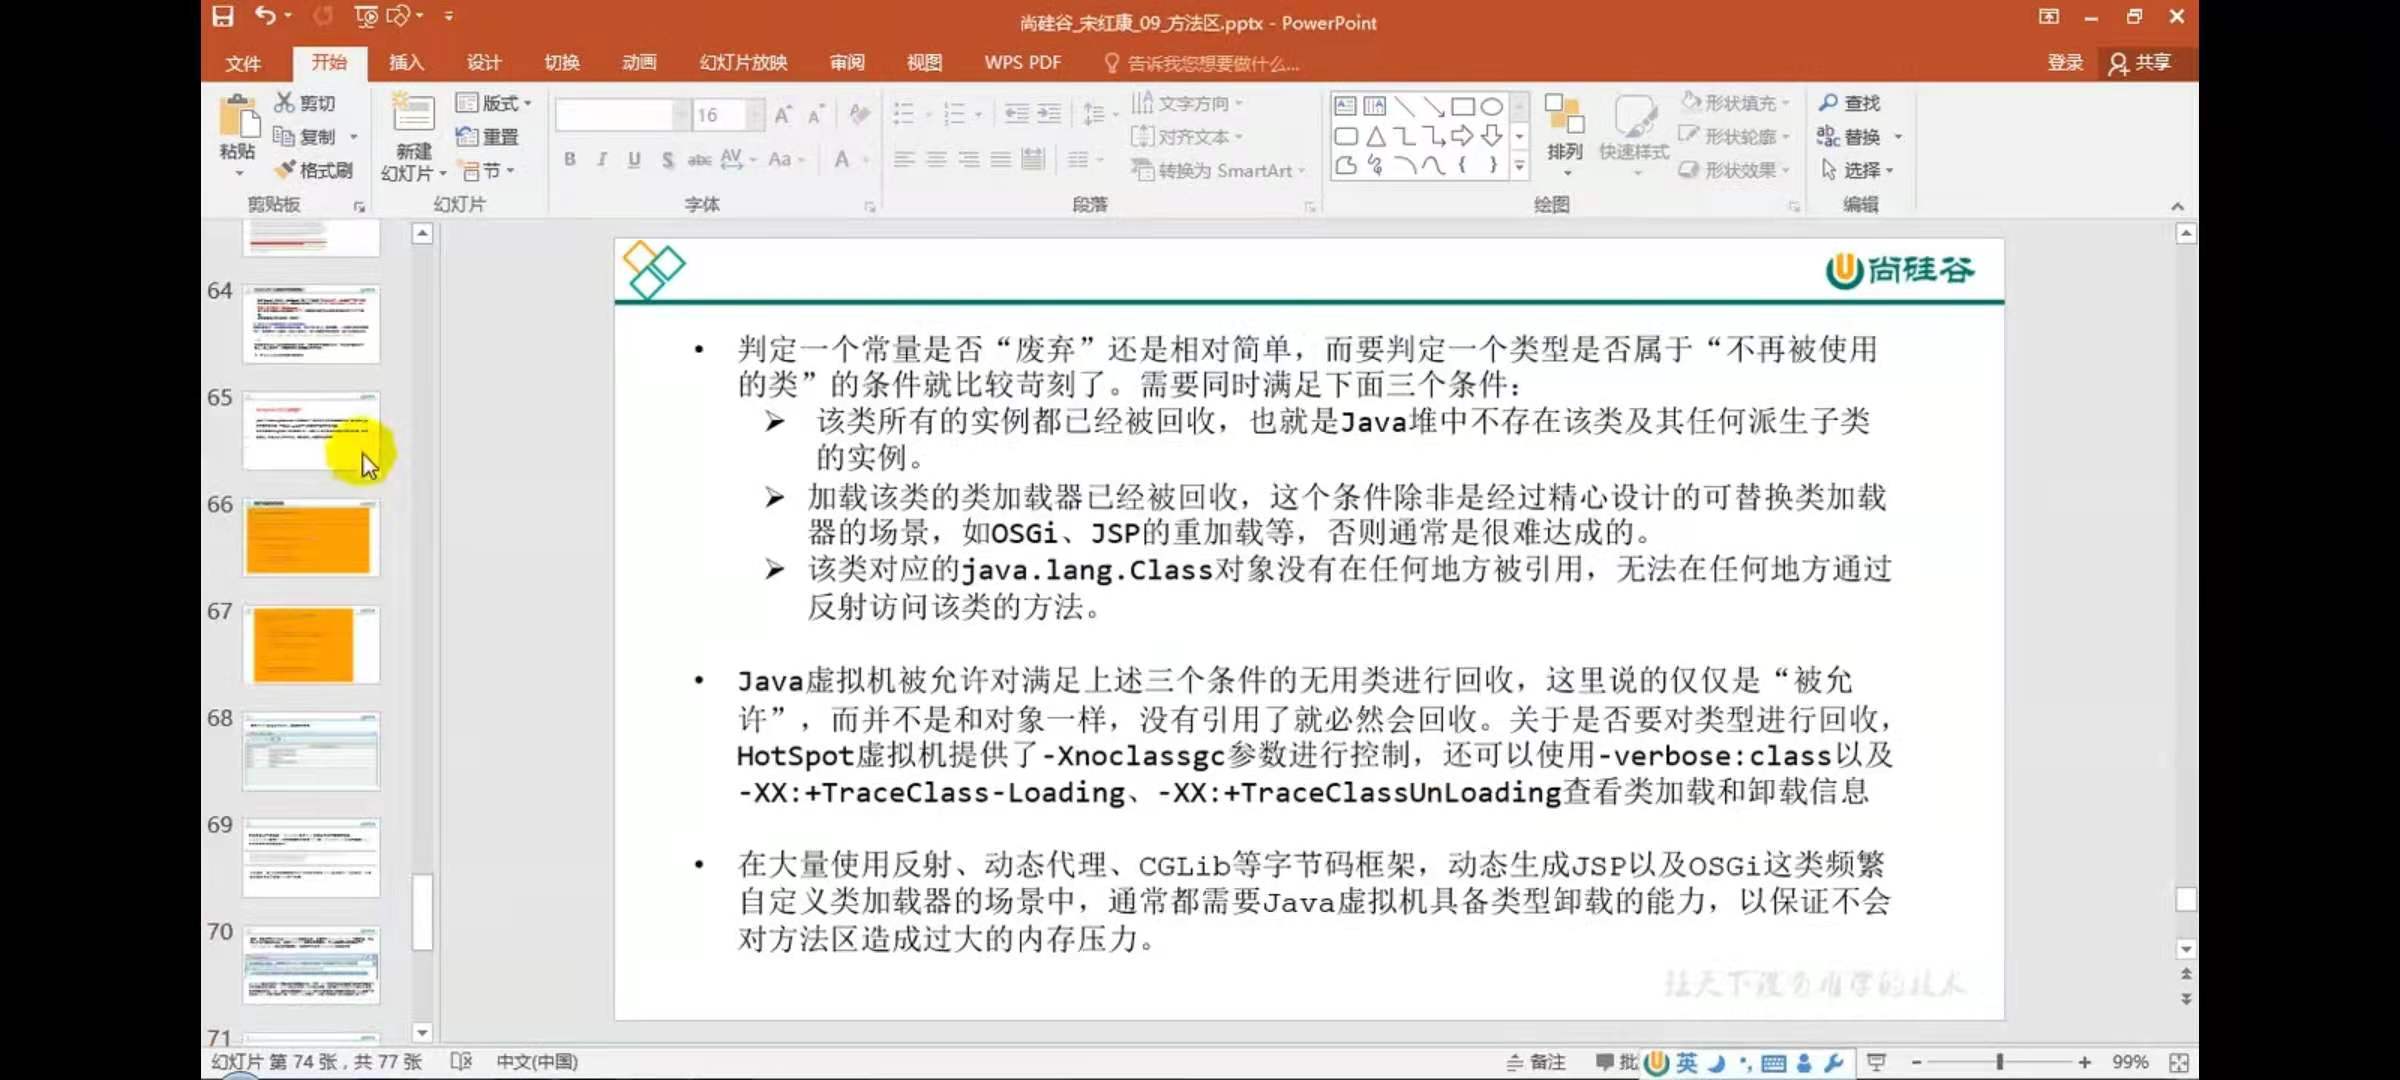 尚硅谷_宋红康_09_方法区.pptx - PowerPoint
文件 开始 插入 设计 切换 动画 幻灯片放映 审阅 视图 WPS PDF 告诉我您想要做什么... 登录 共享
粘贴 剪切 复制 格式刷 剪贴板
新建幻灯片 版式 重置 节 幻灯片
16
B I U S abc AV Aa A
字体
文字方向
对齐文本
转换为 SmartArt
段落
排列 快速样式 形状填充 形状轮廓 形状效果 绘图
查找
替换
选择
编辑
64
65
66
67
68
69
70
71
尚硅谷
• 判定一个常量是否“废弃”还是相对简单，而要判定一个类型是否属于“不再被使用
的类”的条件就比较苛刻了。需要同时满足下面三个条件：
➢ 该类所有的实例都已经被回收，也就是Java堆中不存在该类及其任何派生子类
的实例。
➢ 加载该类的类加载器已经被回收，这个条件除非是经过精心设计的可替换类加载
器的场景，如OSGi、JSP的重加载等，否则通常是很难达成的。
➢ 该类对应的java.lang.Class对象没有在任何地方被引用，无法在任何地方通过
反射访问该类的方法。
• Java虚拟机被允许对满足上述三个条件的无用类进行回收，这里说的仅仅是“被允
许”，而并不是和对象一样，没有引用了就必然会回收。关于是否要对类型进行回收，
HotSpot虚拟机提供了-Xnoclassgc参数进行控制，还可以使用-verbose:class以及
-XX:+TraceClass-Loading、-XX:+TraceClassUnLoading查看类加载和卸载信息
• 在大量使用反射、动态代理、CGLib等字节码框架，动态生成JSP以及OSGi这类频繁
自定义类加载器的场景中，通常都需要Java虚拟机具备类型卸载的能力，以保证不会
对方法区造成过大的内存压力。
幻灯片 第 74 张，共 77 张 中文(中国) 备注 批 英 99%